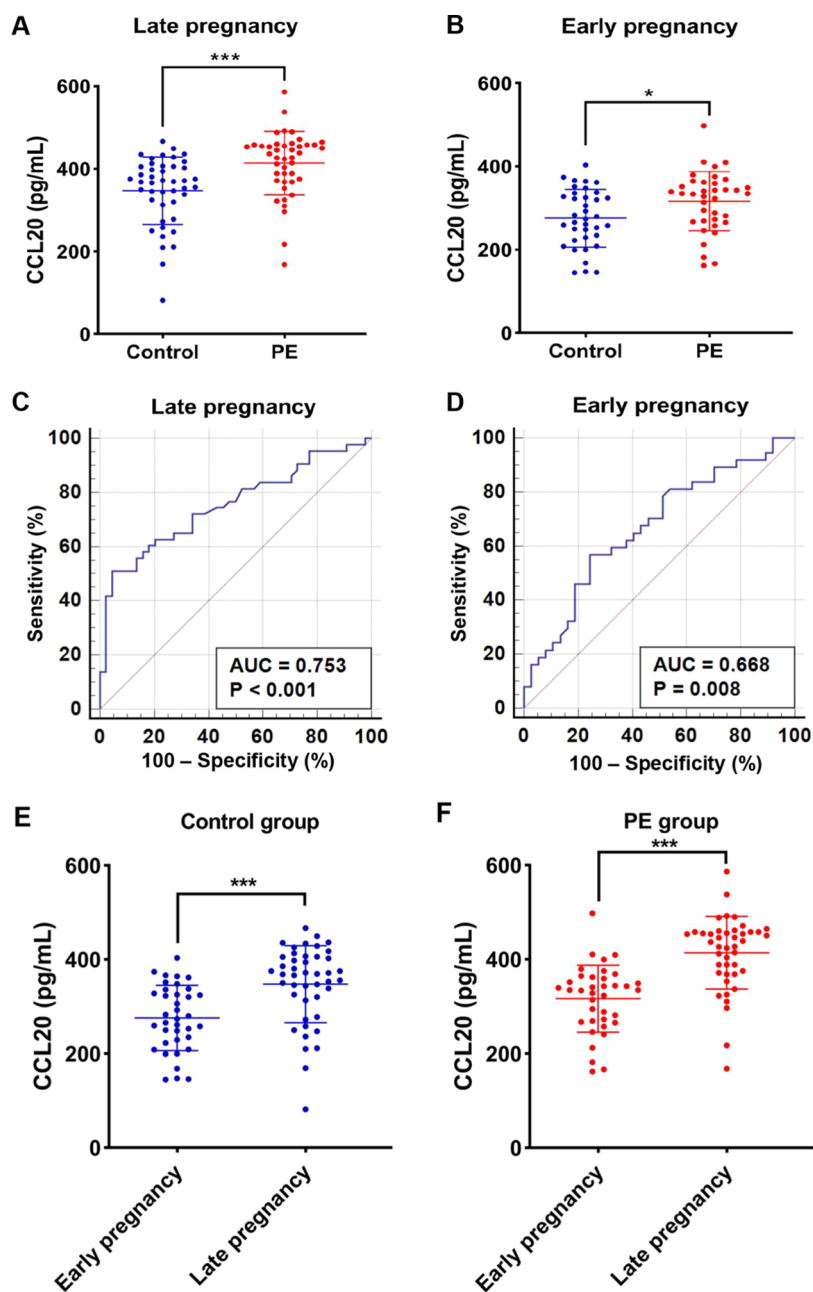 A
Late pregnancy
***
CCL20 (pg/mL)
600
400
200
0
Control
PE
B
Early pregnancy
*
CCL20 (pg/mL)
600
400
200
0
Control
PE
C
Late pregnancy
Sensitivity (%)
100
80
60
40
20
0
AUC = 0.753
P < 0.001
0 20 40 60 80 100
100 – Specificity (%)
D
Early pregnancy
Sensitivity (%)
100
80
60
40
20
0
AUC = 0.668
P = 0.008
0 20 40 60 80 100
100 – Specificity (%)
E
Control group
***
CCL20 (pg/mL)
600
400
200
0
Early pregnancy
Late pregnancy
F
PE group
***
CCL20 (pg/mL)
600
400
200
0
Early pregnancy
Late pregnancy